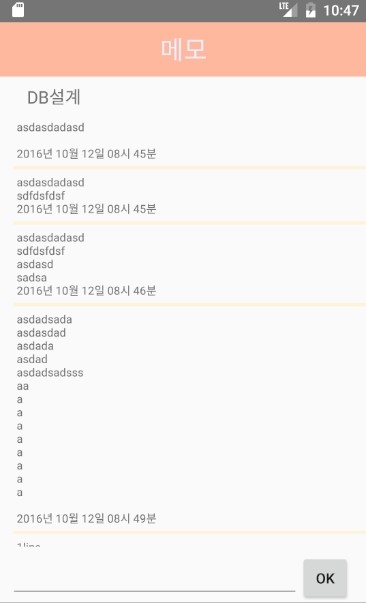 LTE 10:47
메모
DB설계
asdasdadasd
2016년 10월 12일 08시 45분
asdasdadasd
sdfdsfdsf
2016년 10월 12일 08시 45분
asdasdadasd
sdfdsfdsf
asdasd
sadsa
2016년 10월 12일 08시 46분
asdadsada
asdasdad
asdada
asdad
asdadsadsss
aa
a
a
a
a
a
a
a
a
2016년 10월 12일 08시 49분
OK